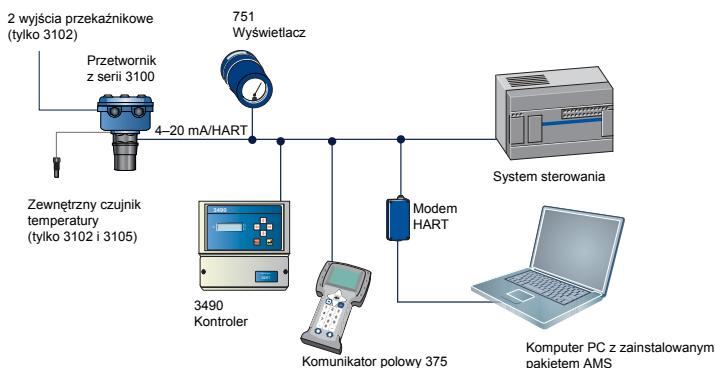 2 wyjścia przekaźnikowe
(tylko 3102)
Przetwornik
z serii 3100
751
Wyświetlacz
4–20 mA/HART
System sterowania
Zewnętrzny czujnik
temperatury
(tylko 3102 i 3105)
3490
3490
Kontroler
Modem
HART
Komunikator polowy 375
Komputer PC z zainstalowanym
pakietem AMS